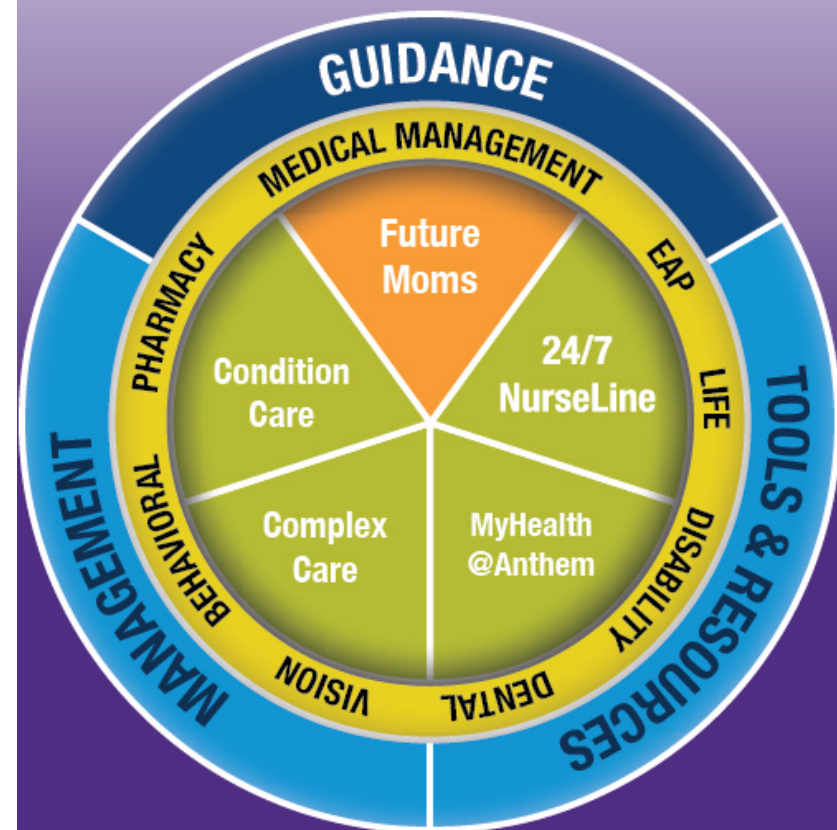 GUIDANCE
MEDICAL MANAGEMENT
EAP
LIFE
DISABILITY
DENTAL
VISION
BEHAVIORAL
PHARMACY
TOOLS & RESOURCES
MANAGEMENT
Future
Moms
24/7
NurseLine
MyHealth
@Anthem
Complex
Care
Condition
Care